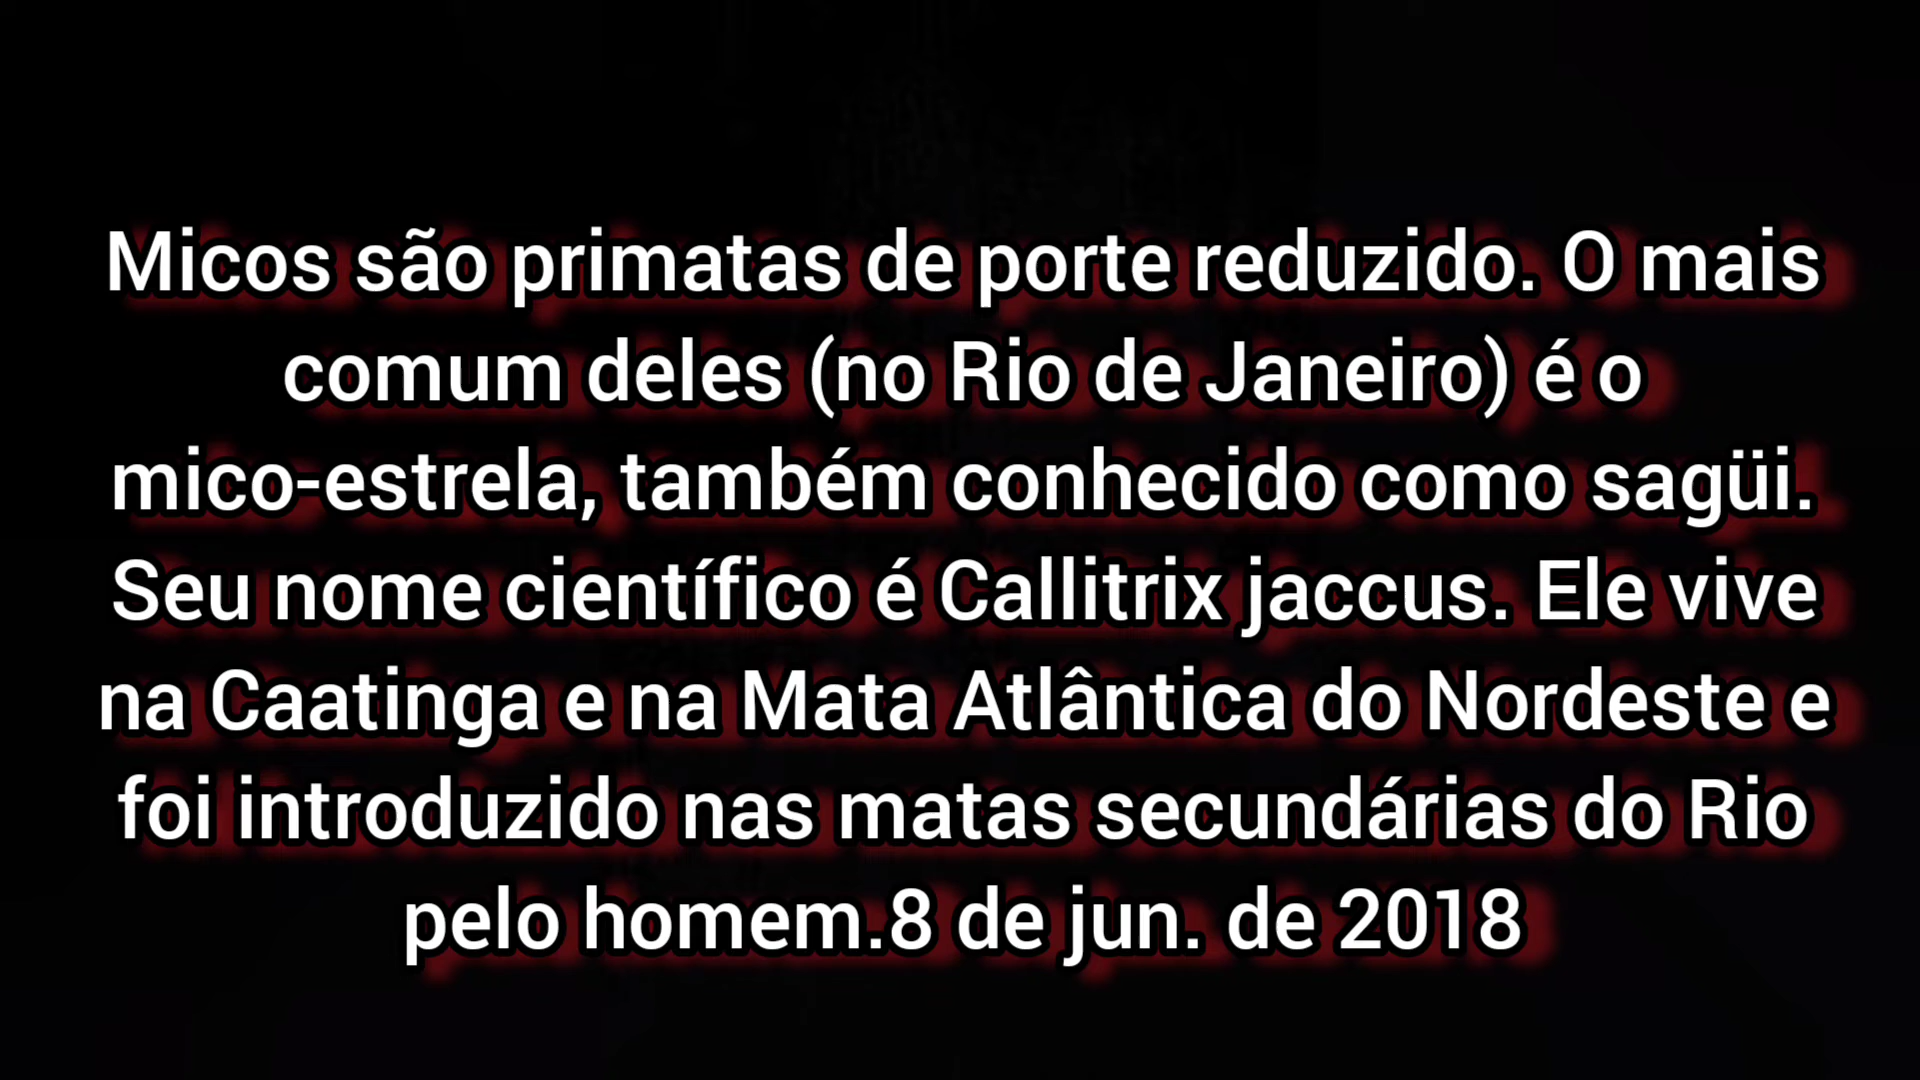 Micos são primatas de porte reduzido. O mais
comum deles (no Rio de Janeiro) é o
mico-estrela, também conhecido como sagüi.
Seu nome científico é Callitrix jaccus. Ele vive
na Caatinga e na Mata Atlântica do Nordeste e
foi introduzido nas matas secundárias do Rio
pelo homem.8 de jun. de 2018